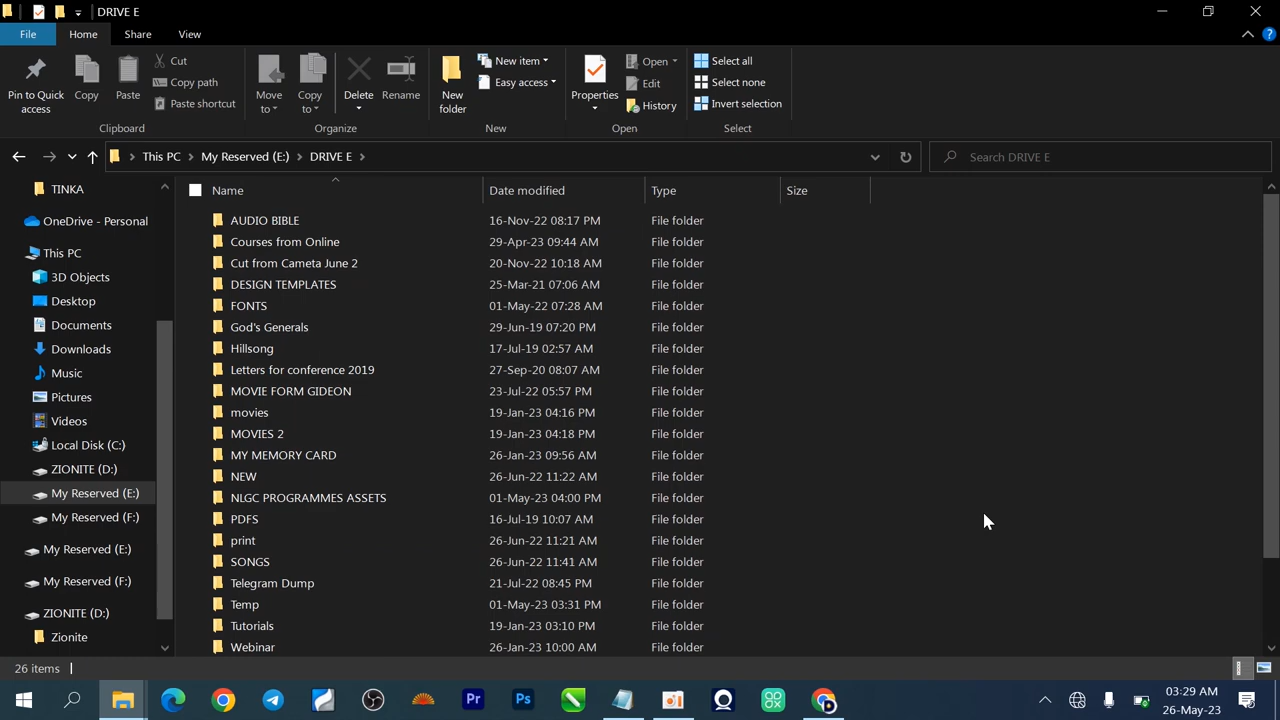 DRIVE E
File Home Share View
Pin to Quick access
Copy
Paste
Cut
Copy path
Paste shortcut
Clipboard
Move to
Copy to
Delete
Rename
Organize
New folder
New item
Easy access
New
Properties
Open
Edit
History
Open
Select all
Select none
Invert selection
Select
This PC My Reserved (E:) DRIVE E
Search DRIVE E
TINKA
OneDrive - Personal
This PC
3D Objects
Desktop
Documents
Downloads
Music
Pictures
Videos
Local Disk (C:)
ZIONITE (D:)
My Reserved (E:)
My Reserved (F:)
My Reserved (E:)
My Reserved (F:)
ZIONITE (D:)
Zionite
Name Date modified Type Size
AUDIO BIBLE 16-Nov-22 08:17 PM File folder
Courses from Online 29-Apr-23 09:44 AM File folder
Cut from Cameta June 2 20-Nov-22 10:18 AM File folder
DESIGN TEMPLATES 25-Mar-21 07:06 AM File folder
FONTS 01-May-22 07:28 AM File folder
God's Generals 29-Jun-19 07:20 PM File folder
Hillsong 17-Jul-19 02:57 AM File folder
Letters for conference 2019 27-Sep-20 08:07 AM File folder
MOVIE FORM GIDEON 23-Jul-22 05:57 PM File folder
movies 19-Jan-23 04:16 PM File folder
MOVIES 2 19-Jan-23 04:18 PM File folder
MY MEMORY CARD 26-Jan-23 09:56 AM File folder
NEW 26-Jun-22 11:22 AM File folder
NLGC PROGRAMMES ASSETS 01-May-23 04:00 PM File folder
PDFS 16-Jul-19 10:07 AM File folder
print 26-Jun-22 11:21 AM File folder
SONGS 26-Jun-22 11:41 AM File folder
Telegram Dump 21-Jul-22 08:45 PM File folder
Temp 01-May-23 03:31 PM File folder
Tutorials 19-Jan-23 03:10 PM File folder
Webinar 26-Jan-23 10:00 AM File folder
26 items
Pr
Ps
03:29 AM
26-May-23